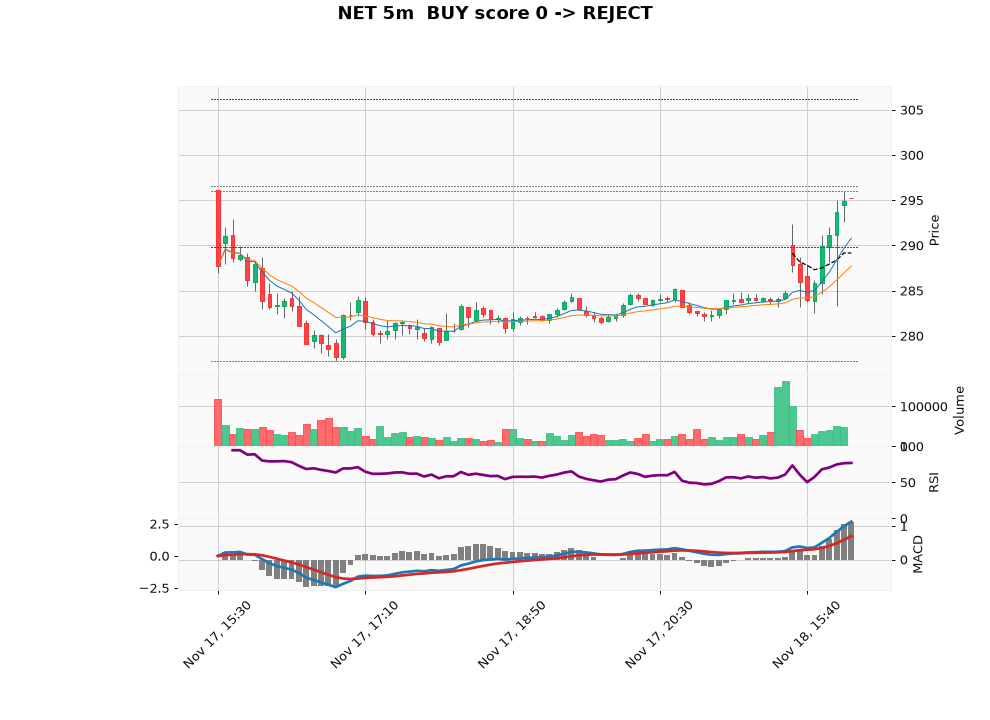 NET 5m  BUY score 0 -> REJECT
305
300
295
290
285
280
Price
100000
0
Volume
100
50
0
RSI
2.5
0.0
−2.5
1
0
MACD
Nov 17, 15:30
Nov 17, 17:10
Nov 17, 18:50
Nov 17, 20:30
Nov 18, 15:40